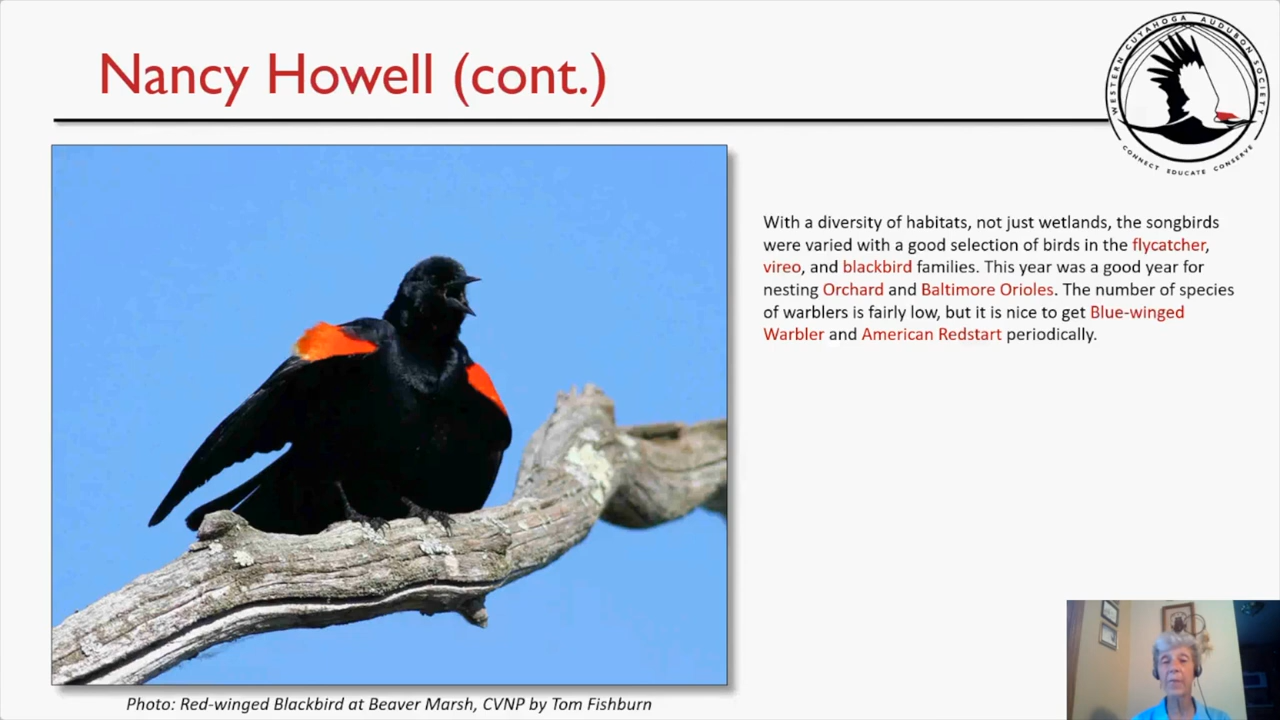 Nancy Howell (cont.)
WESTERN CUYAHOGA AUDUBON SOCIETY
CONNECT EDUCATE CONSERVE
With a diversity of habitats, not just wetlands, the songbirds
were varied with a good selection of birds in the flycatcher,
vireo, and blackbird families. This year was a good year for
nesting Orchard and Baltimore Orioles. The number of species
of warblers is fairly low, but it is nice to get Blue-winged
Warbler and American Redstart periodically.
Photo: Red-winged Blackbird at Beaver Marsh, CVNP by Tom Fishburn